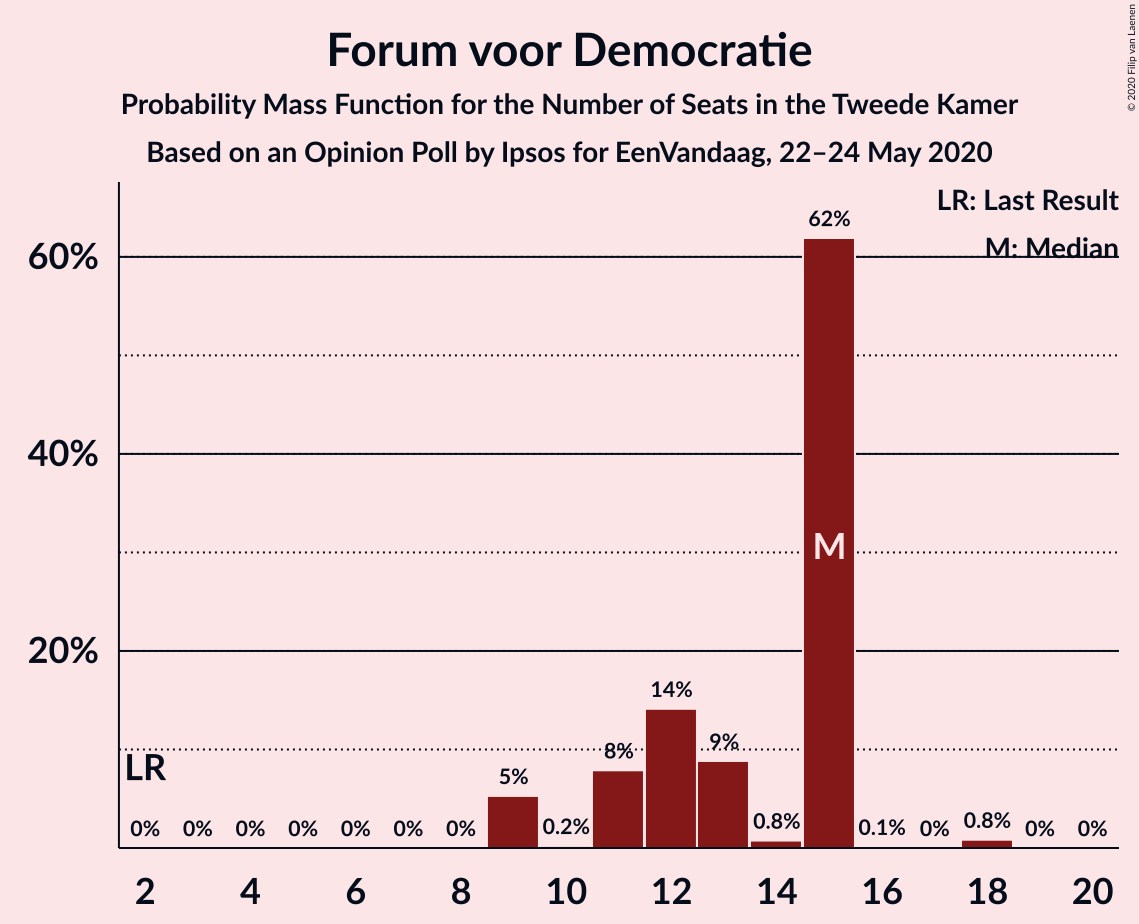 Forum voor Democratie
Probability Mass Function for the Number of Seats in the Tweede Kamer
Based on an Opinion Poll by Ipsos for EenVandaag, 22–24 May 2020
© 2020 Filip van Laenen
LR: Last Result
M: Median
62%
60%
40%
M
20%
14%
9%
8%
LR
5%
0% 0% 0% 0% 0% 0% 0% 0.2% 0.8% 0.1% 0% 0.8% 0% 0%
2 4 6 8 10 12 14 16 18 20